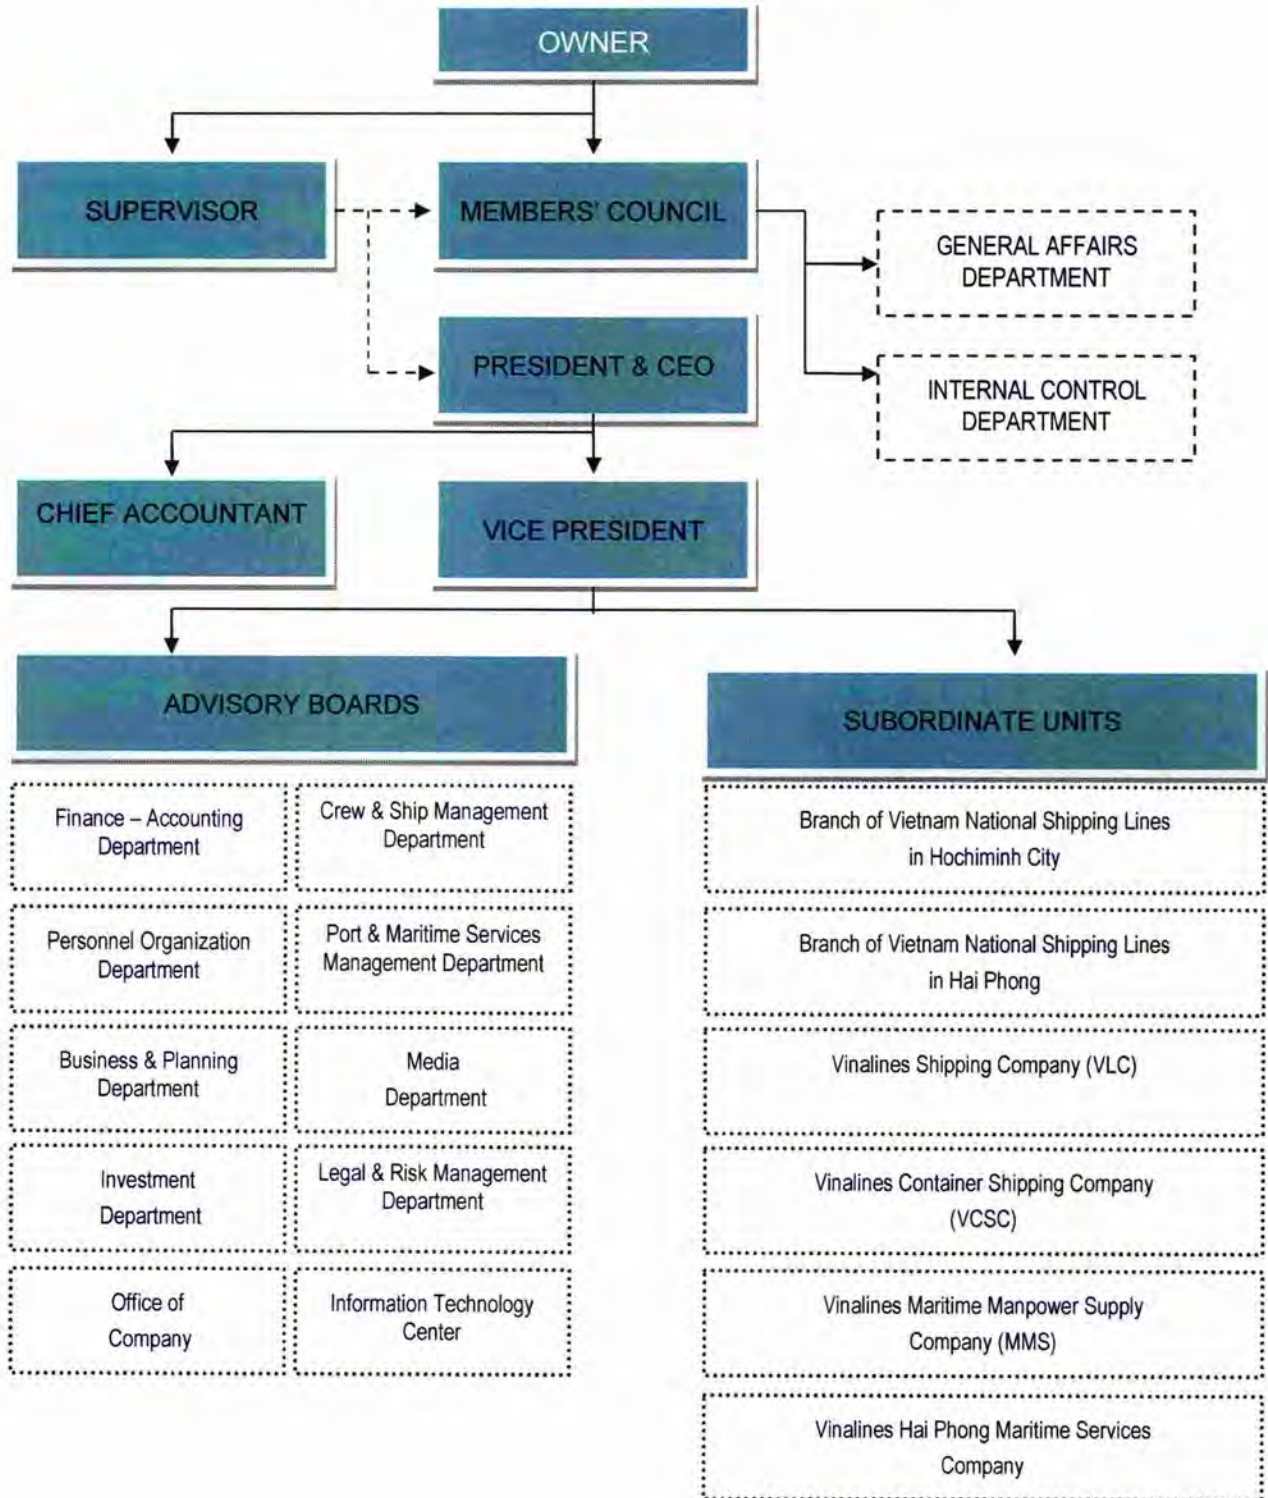 OWNER
SUPERVISOR
MEMBERS' COUNCIL
GENERAL AFFAIRS
DEPARTMENT
PRESIDENT & CEO
INTERNAL CONTROL
DEPARTMENT
CHIEF ACCOUNTANT
VICE PRESIDENT
ADVISORY BOARDS
Finance – Accounting
Department
Crew & Ship Management
Department
Personnel Organization
Department
Port & Maritime Services
Management Department
Business & Planning
Department
Media
Department
Investment
Department
Legal & Risk Management
Department
Office of
Company
Information Technology
Center
SUBORDINATE UNITS
Branch of Vietnam National Shipping Lines
in Hochiminh City
Branch of Vietnam National Shipping Lines
in Hai Phong
Vinalines Shipping Company (VLC)
Vinalines Container Shipping Company
(VCSC)
Vinalines Maritime Manpower Supply
Company (MMS)
Vinalines Hai Phong Maritime Services
Company